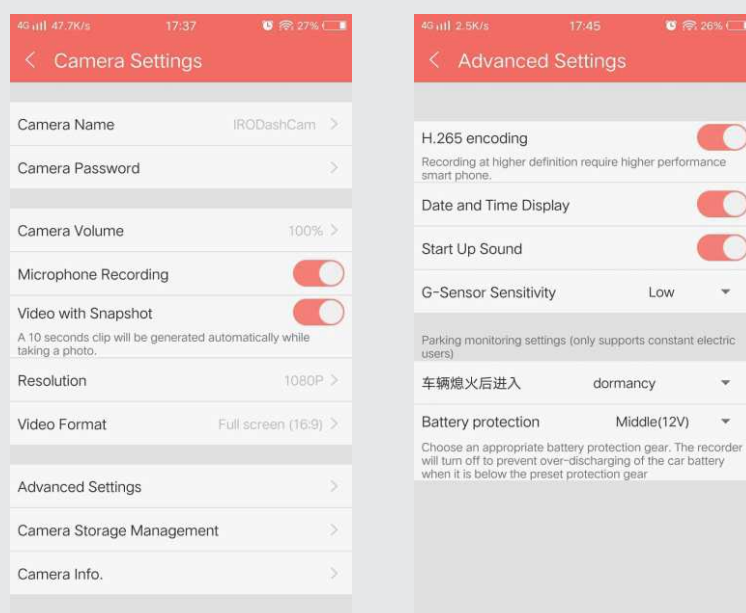 4G 47.7K/s 17:37 27%
Camera Settings
Camera Name IRODashCam
Camera Password
Camera Volume 100%
Microphone Recording
Video with Snapshot
A 10 seconds clip will be generated automatically while
taking a photo.
Resolution 1080P
Video Format Full screen (16:9)
Advanced Settings
Camera Storage Management
Camera Info.
4G 2.5K/s 17:45 26%
Advanced Settings
H.265 encoding
Recording at higher definition require higher performance
smart phone.
Date and Time Display
Start Up Sound
G-Sensor Sensitivity Low
Parking monitoring settings (only supports constant electric
users)
车辆熄火后进入 dormancy
Battery protection Middle(12V)
Choose an appropriate battery protection gear. The recorder
will turn off to prevent over-discharging of the car battery
when it is below the preset protection gear